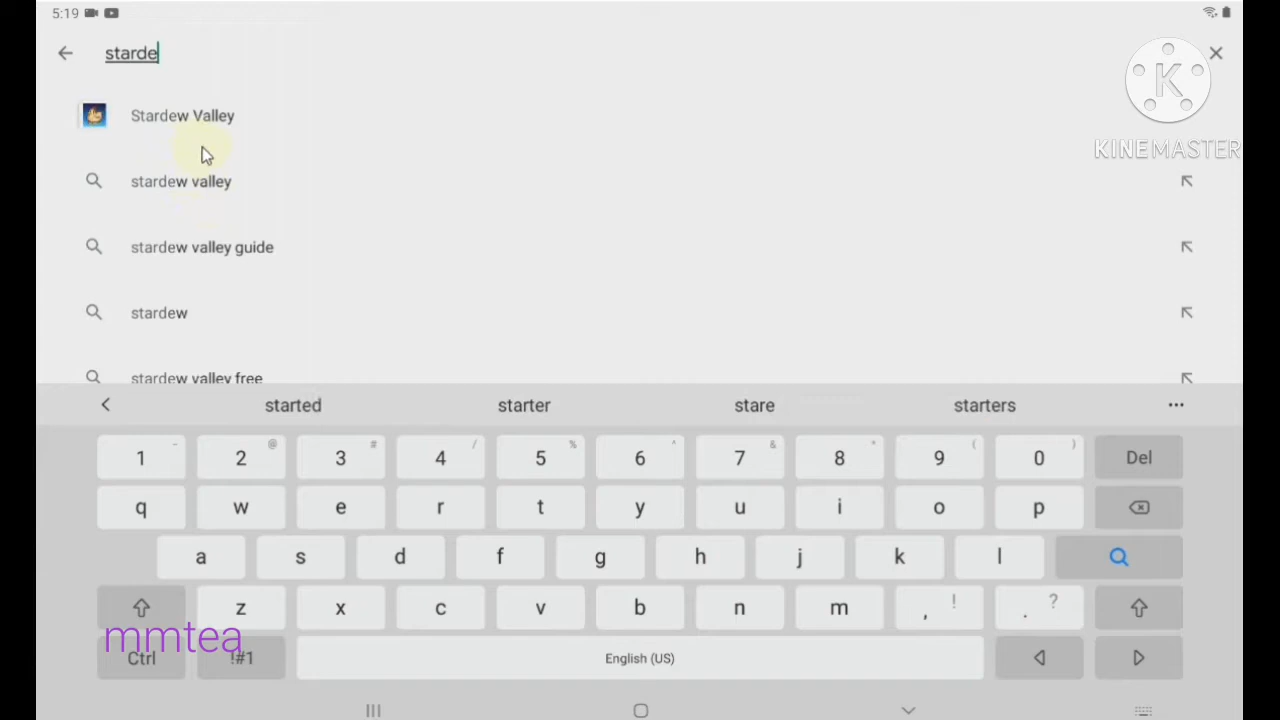 5:19
starde
K
KINEMASTER
Stardew Valley
stardew valley
stardew valley guide
stardew
stardew valley free
started starter stare starters ...
1 - 2 @ 3 # 4 / 5 % 6 ^ 7 & 8 * 9 ( 0 ) Del
q w e r t y u i o p
a s d f g h j k l
z x c v b n m , ! . ?
mmtea
Ctrl !#1 English (US)